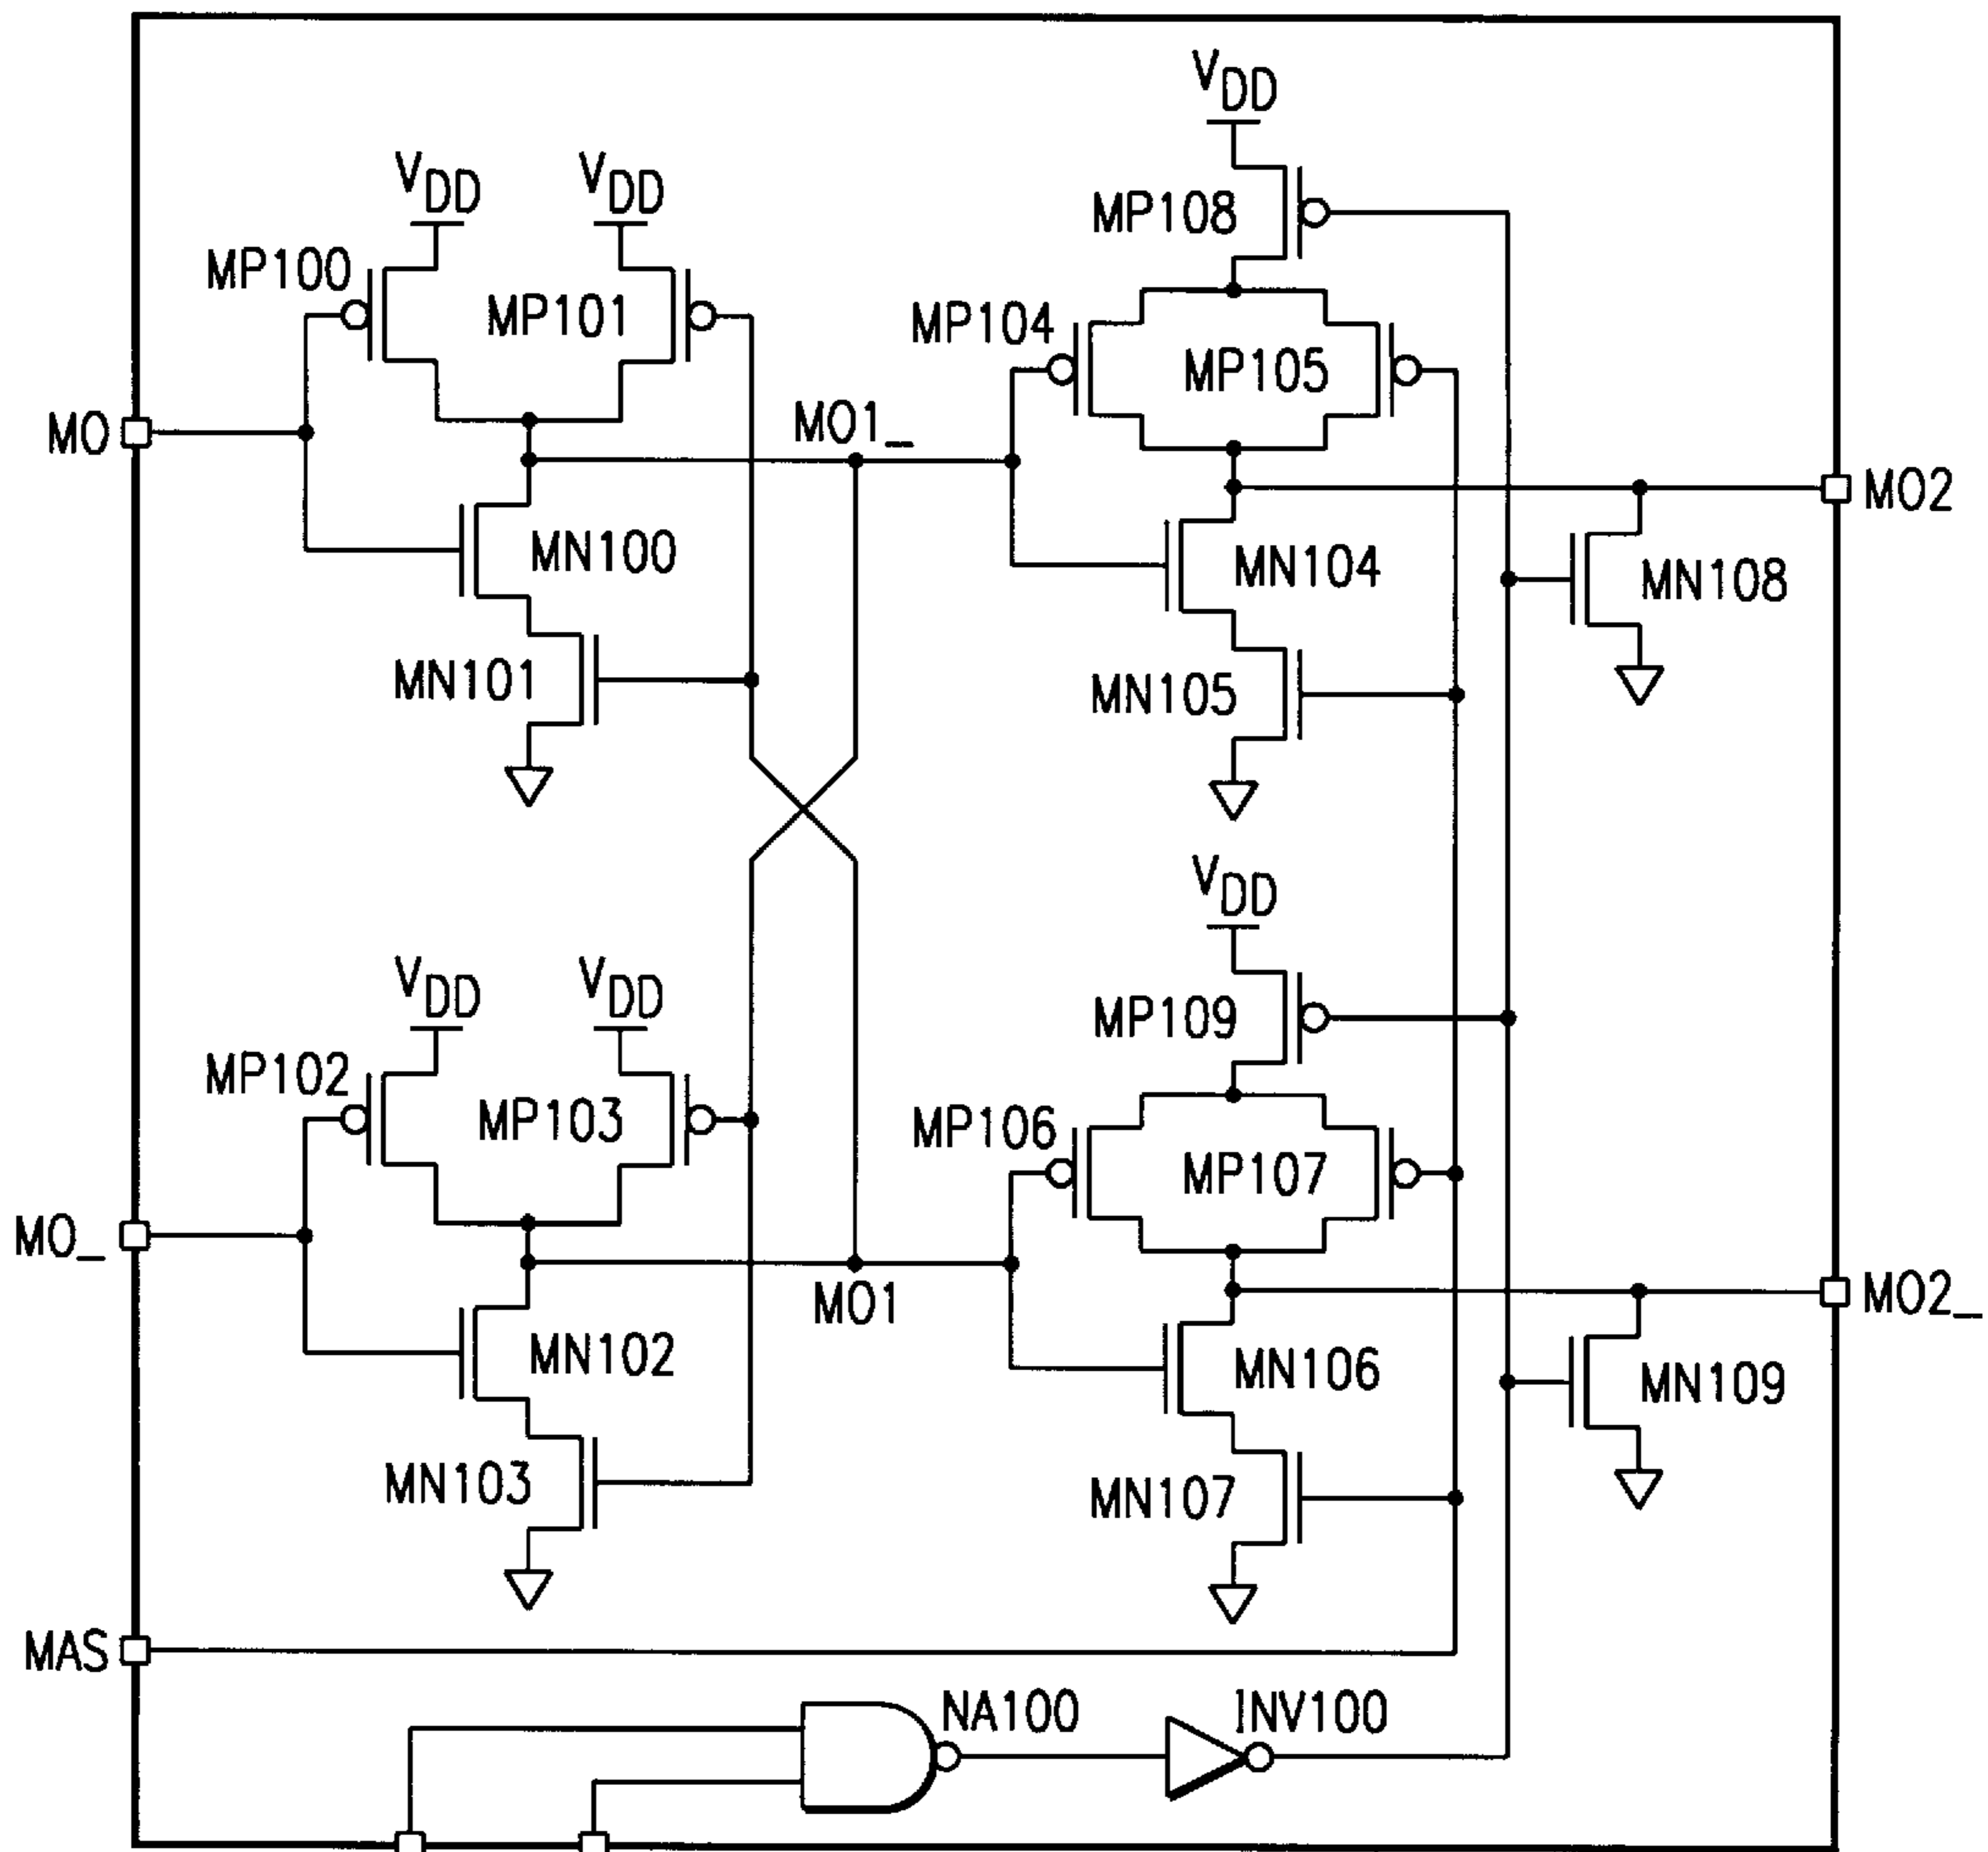 VDD
VDD
VDD
MP108
MP100
MP101
MP104
MP105
MO
MO1_
MO2
MN100
MN104
MN108
MN101
MN105
VDD
VDD
VDD
MP109
MP102
MP103
MP106
MP107
MO_
MO1
MO2_
MN102
MN106
MN109
MN103
MN107
MAS
NA100
INV100